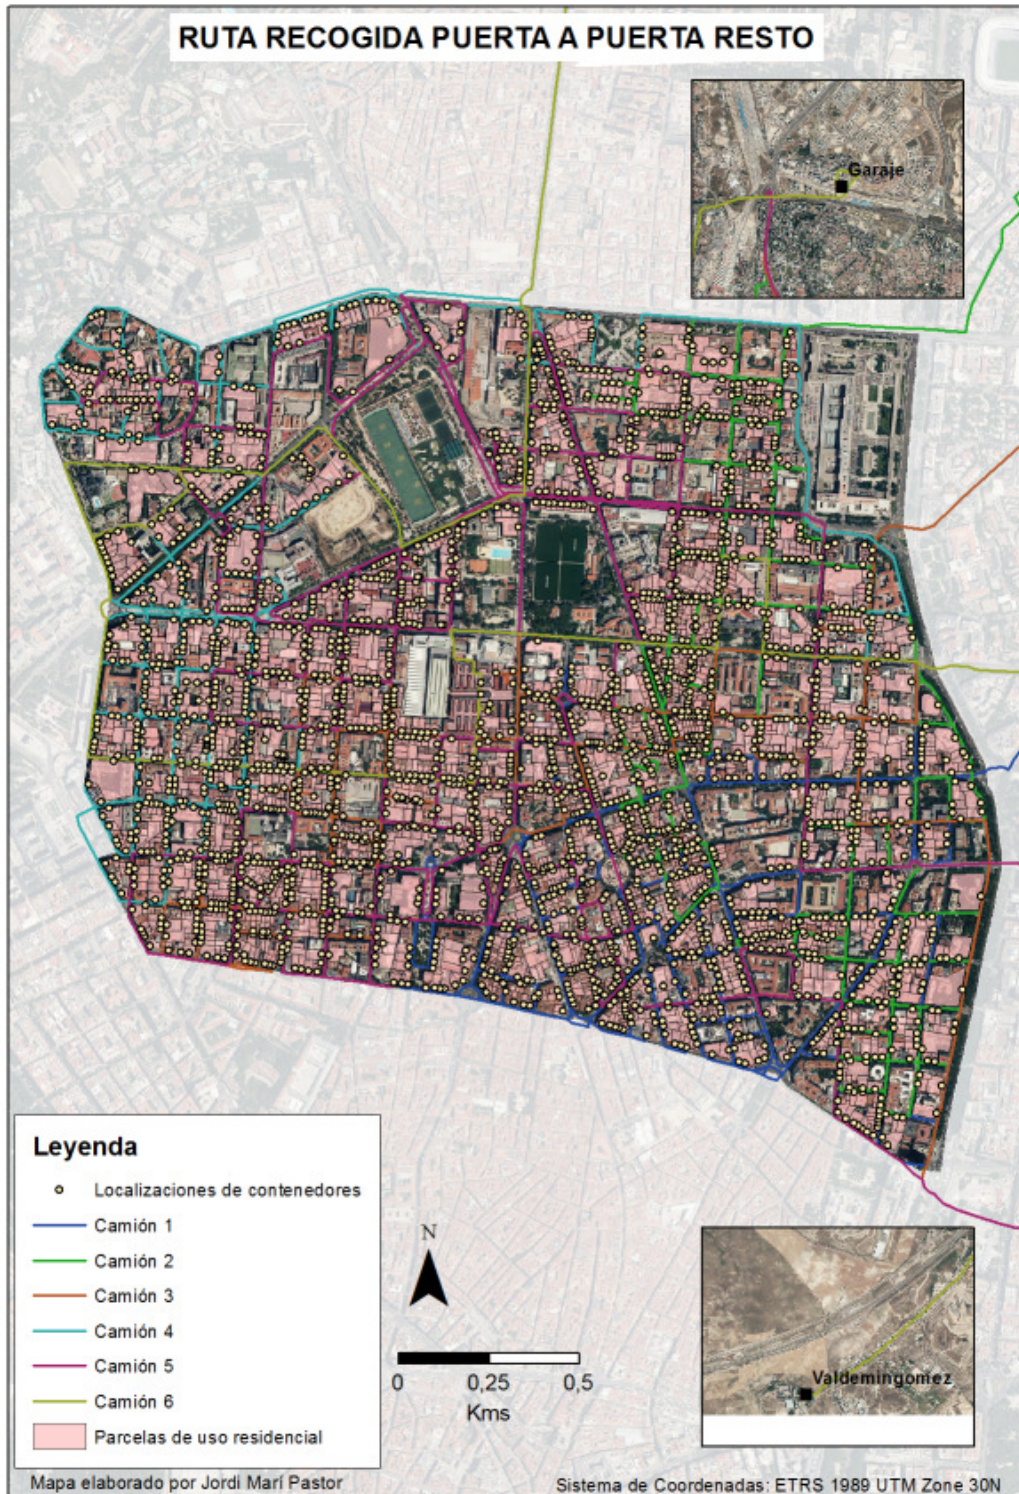 RUTA RECOGIDA PUERTA A PUERTA RESTO
Garaje
Leyenda
Localizaciones de contenedores
Camión 1
Camión 2
Camión 3
Camión 4
Camión 5
Camión 6
Parcelas de uso residencial
N
0 0,25 0,5
Kms
Valdemingomez
Mapa elaborado por Jordi Marí Pastor
Sistema de Coordenadas: ETRS 1989 UTM Zone 30N